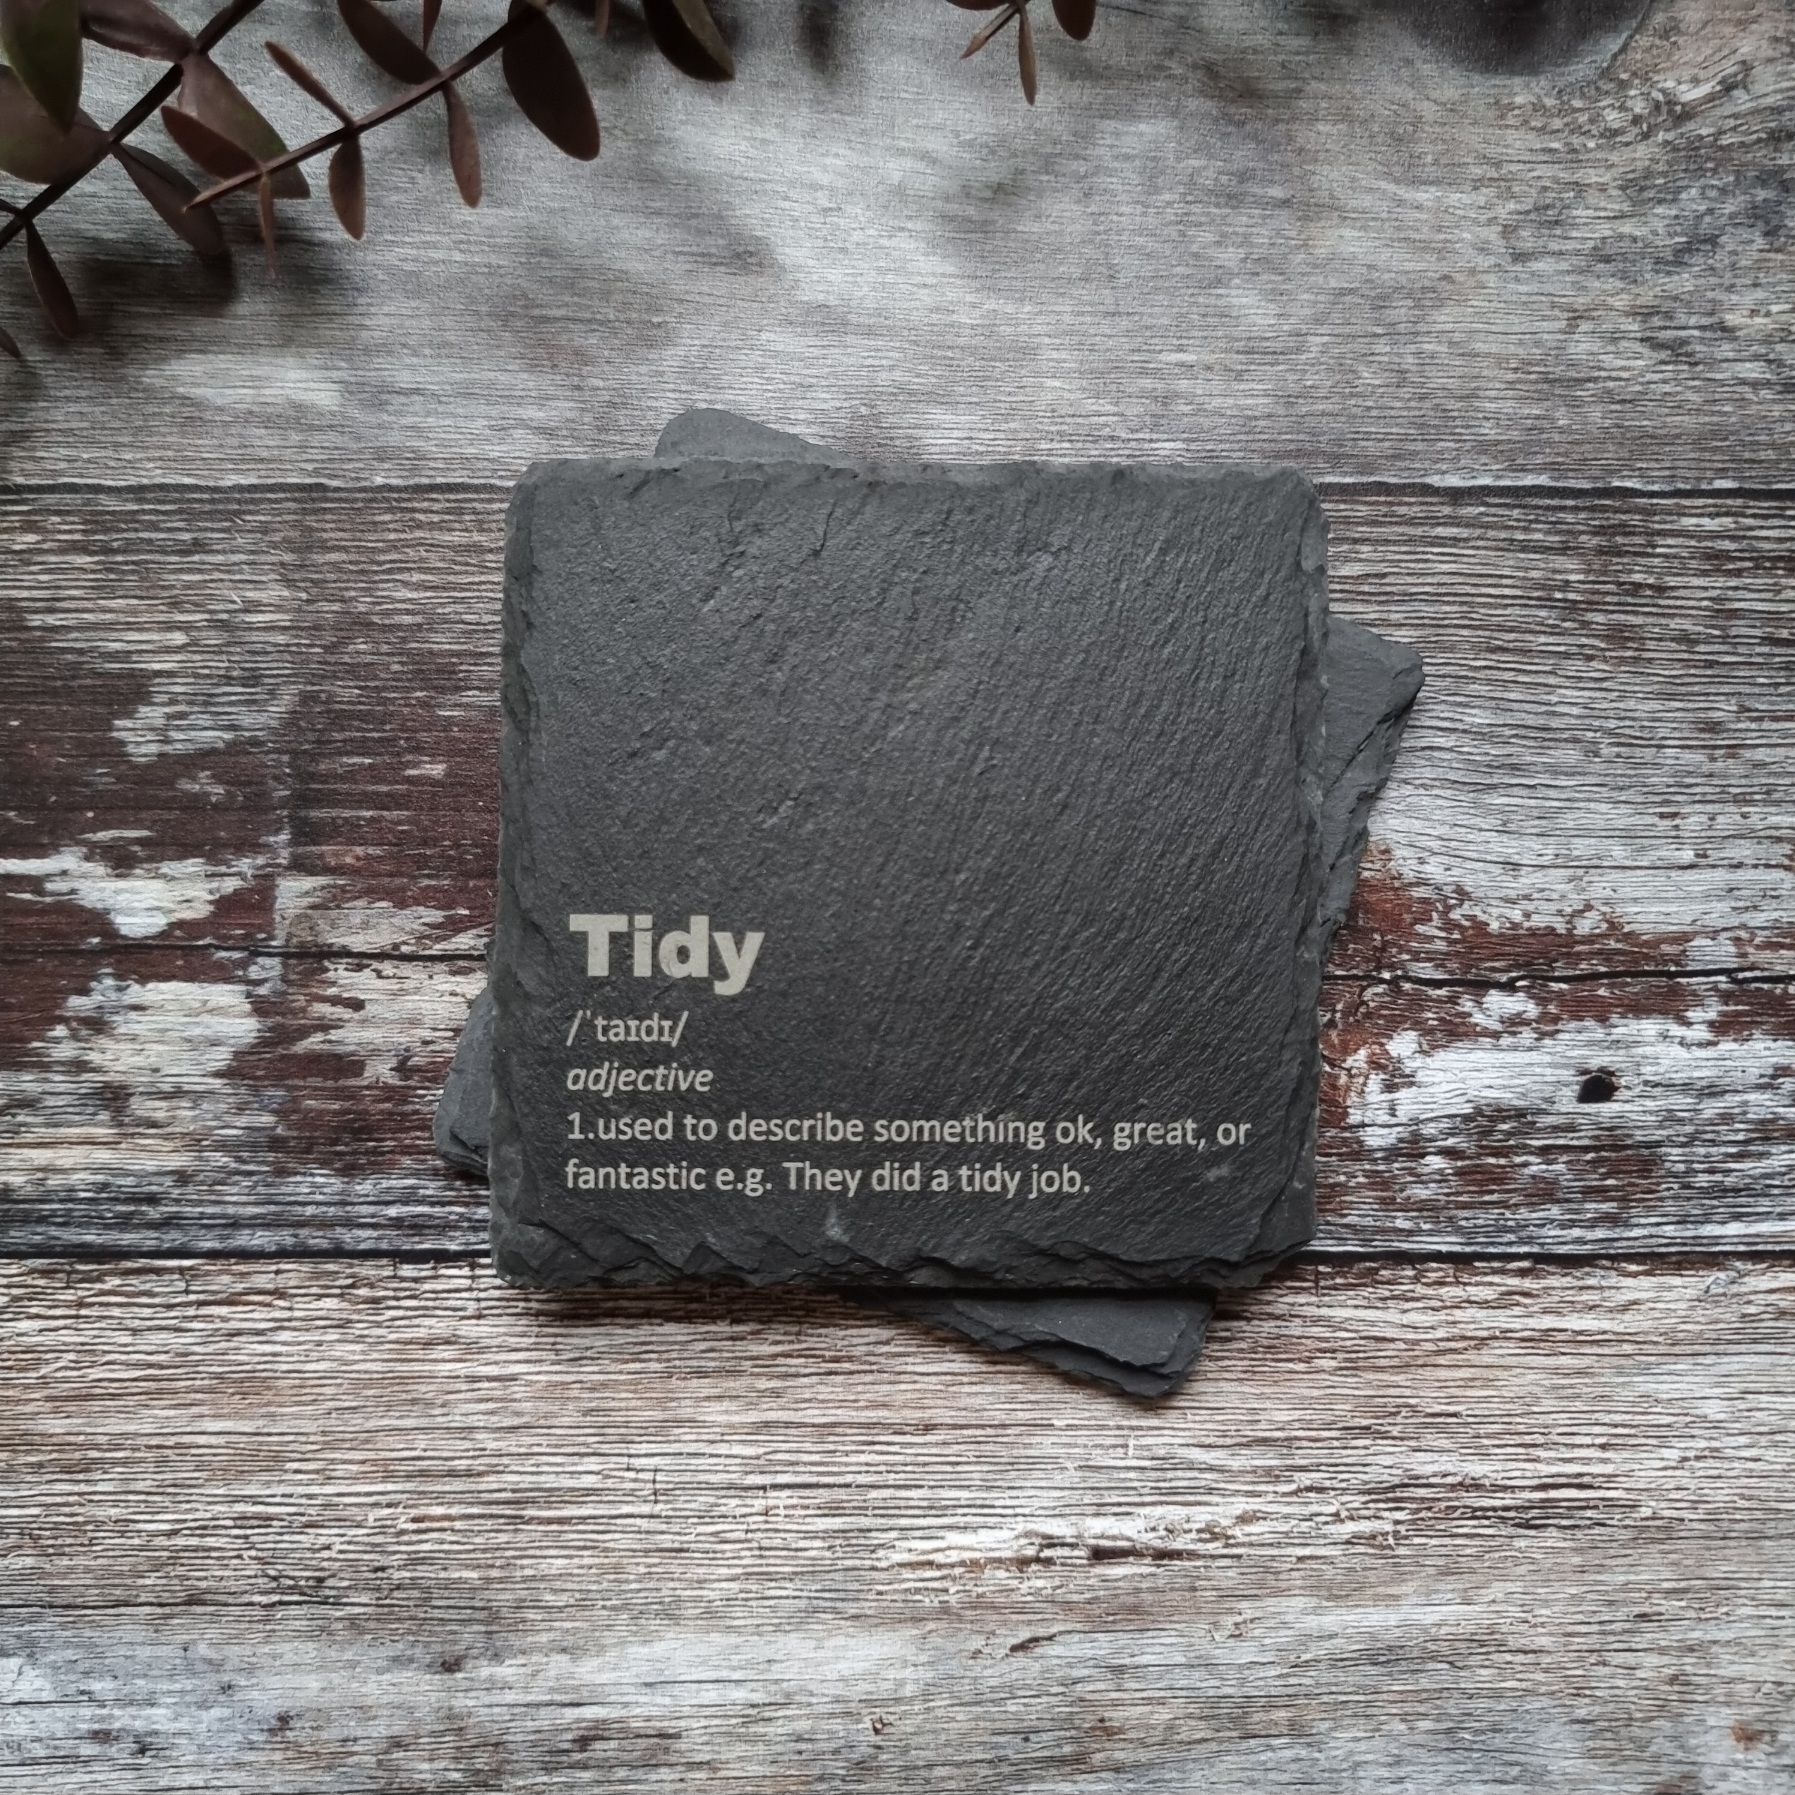 Tidy
/ˈtaɪdɪ/
adjective
1.used to describe something ok, great, or
fantastic e.g. They did a tidy job.